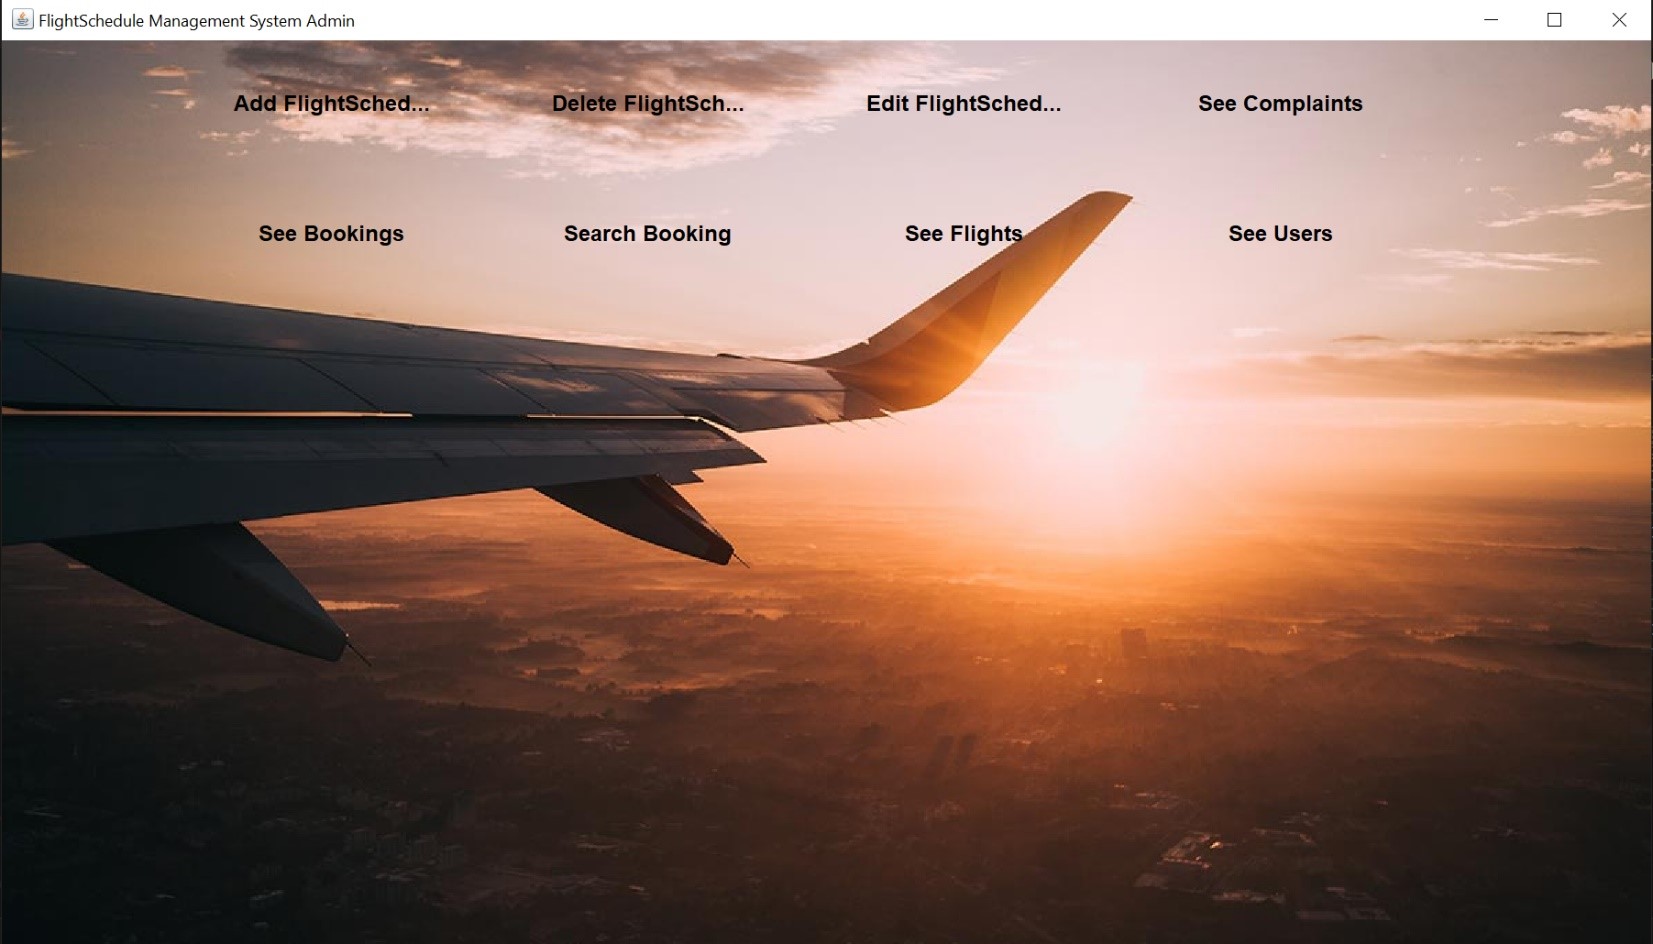 FlightSchedule Management System Admin
Add FlightSched... Delete FlightSch... Edit FlightSched... See Complaints
See Bookings Search Booking See Flights See Users